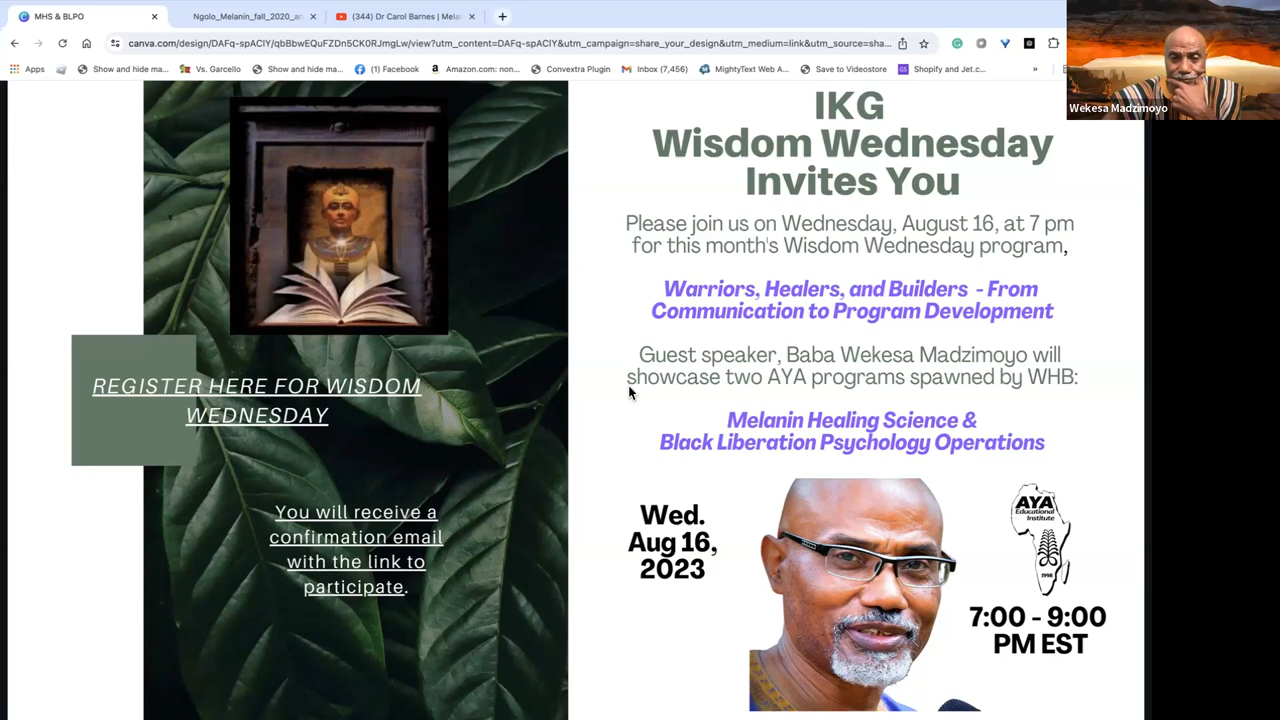 MHS & BLPO
Ngolo_Melanin_fall_2020_an
(344) Dr Carol Barnes | Mela
canva.com/design/DAFq-spACIY/qbBbwEQuFZDn5CK0RJmgLw/view?utm_content=DAFq-spACIY&utm_campaign=share_your_design&utm_medium=link&utm_source=sha...
Apps
Show and hide ma...
Vs. Garcello
Show and hide ma...
(1) Facebook
Amazon.com: non...
Convextra Plugin
Inbox (7,456)
MightyText Web A...
Save to Videostore
Shopify and Jet.c...
»
Wekesa Madzimoyo
REGISTER HERE FOR WISDOM
WEDNESDAY
You will receive a
confirmation email
with the link to
participate.
IKG
Wisdom Wednesday
Invites You
Please join us on Wednesday, August 16, at 7 pm
for this month's Wisdom Wednesday program,
Warriors, Healers, and Builders - From
Communication to Program Development
Guest speaker, Baba Wekesa Madzimoyo will
showcase two AYA programs spawned by WHB:
Melanin Healing Science &
Black Liberation Psychology Operations
Wed.
Aug 16,
2023
AYA
Educational
Institute
1998
7:00 - 9:00
PM EST